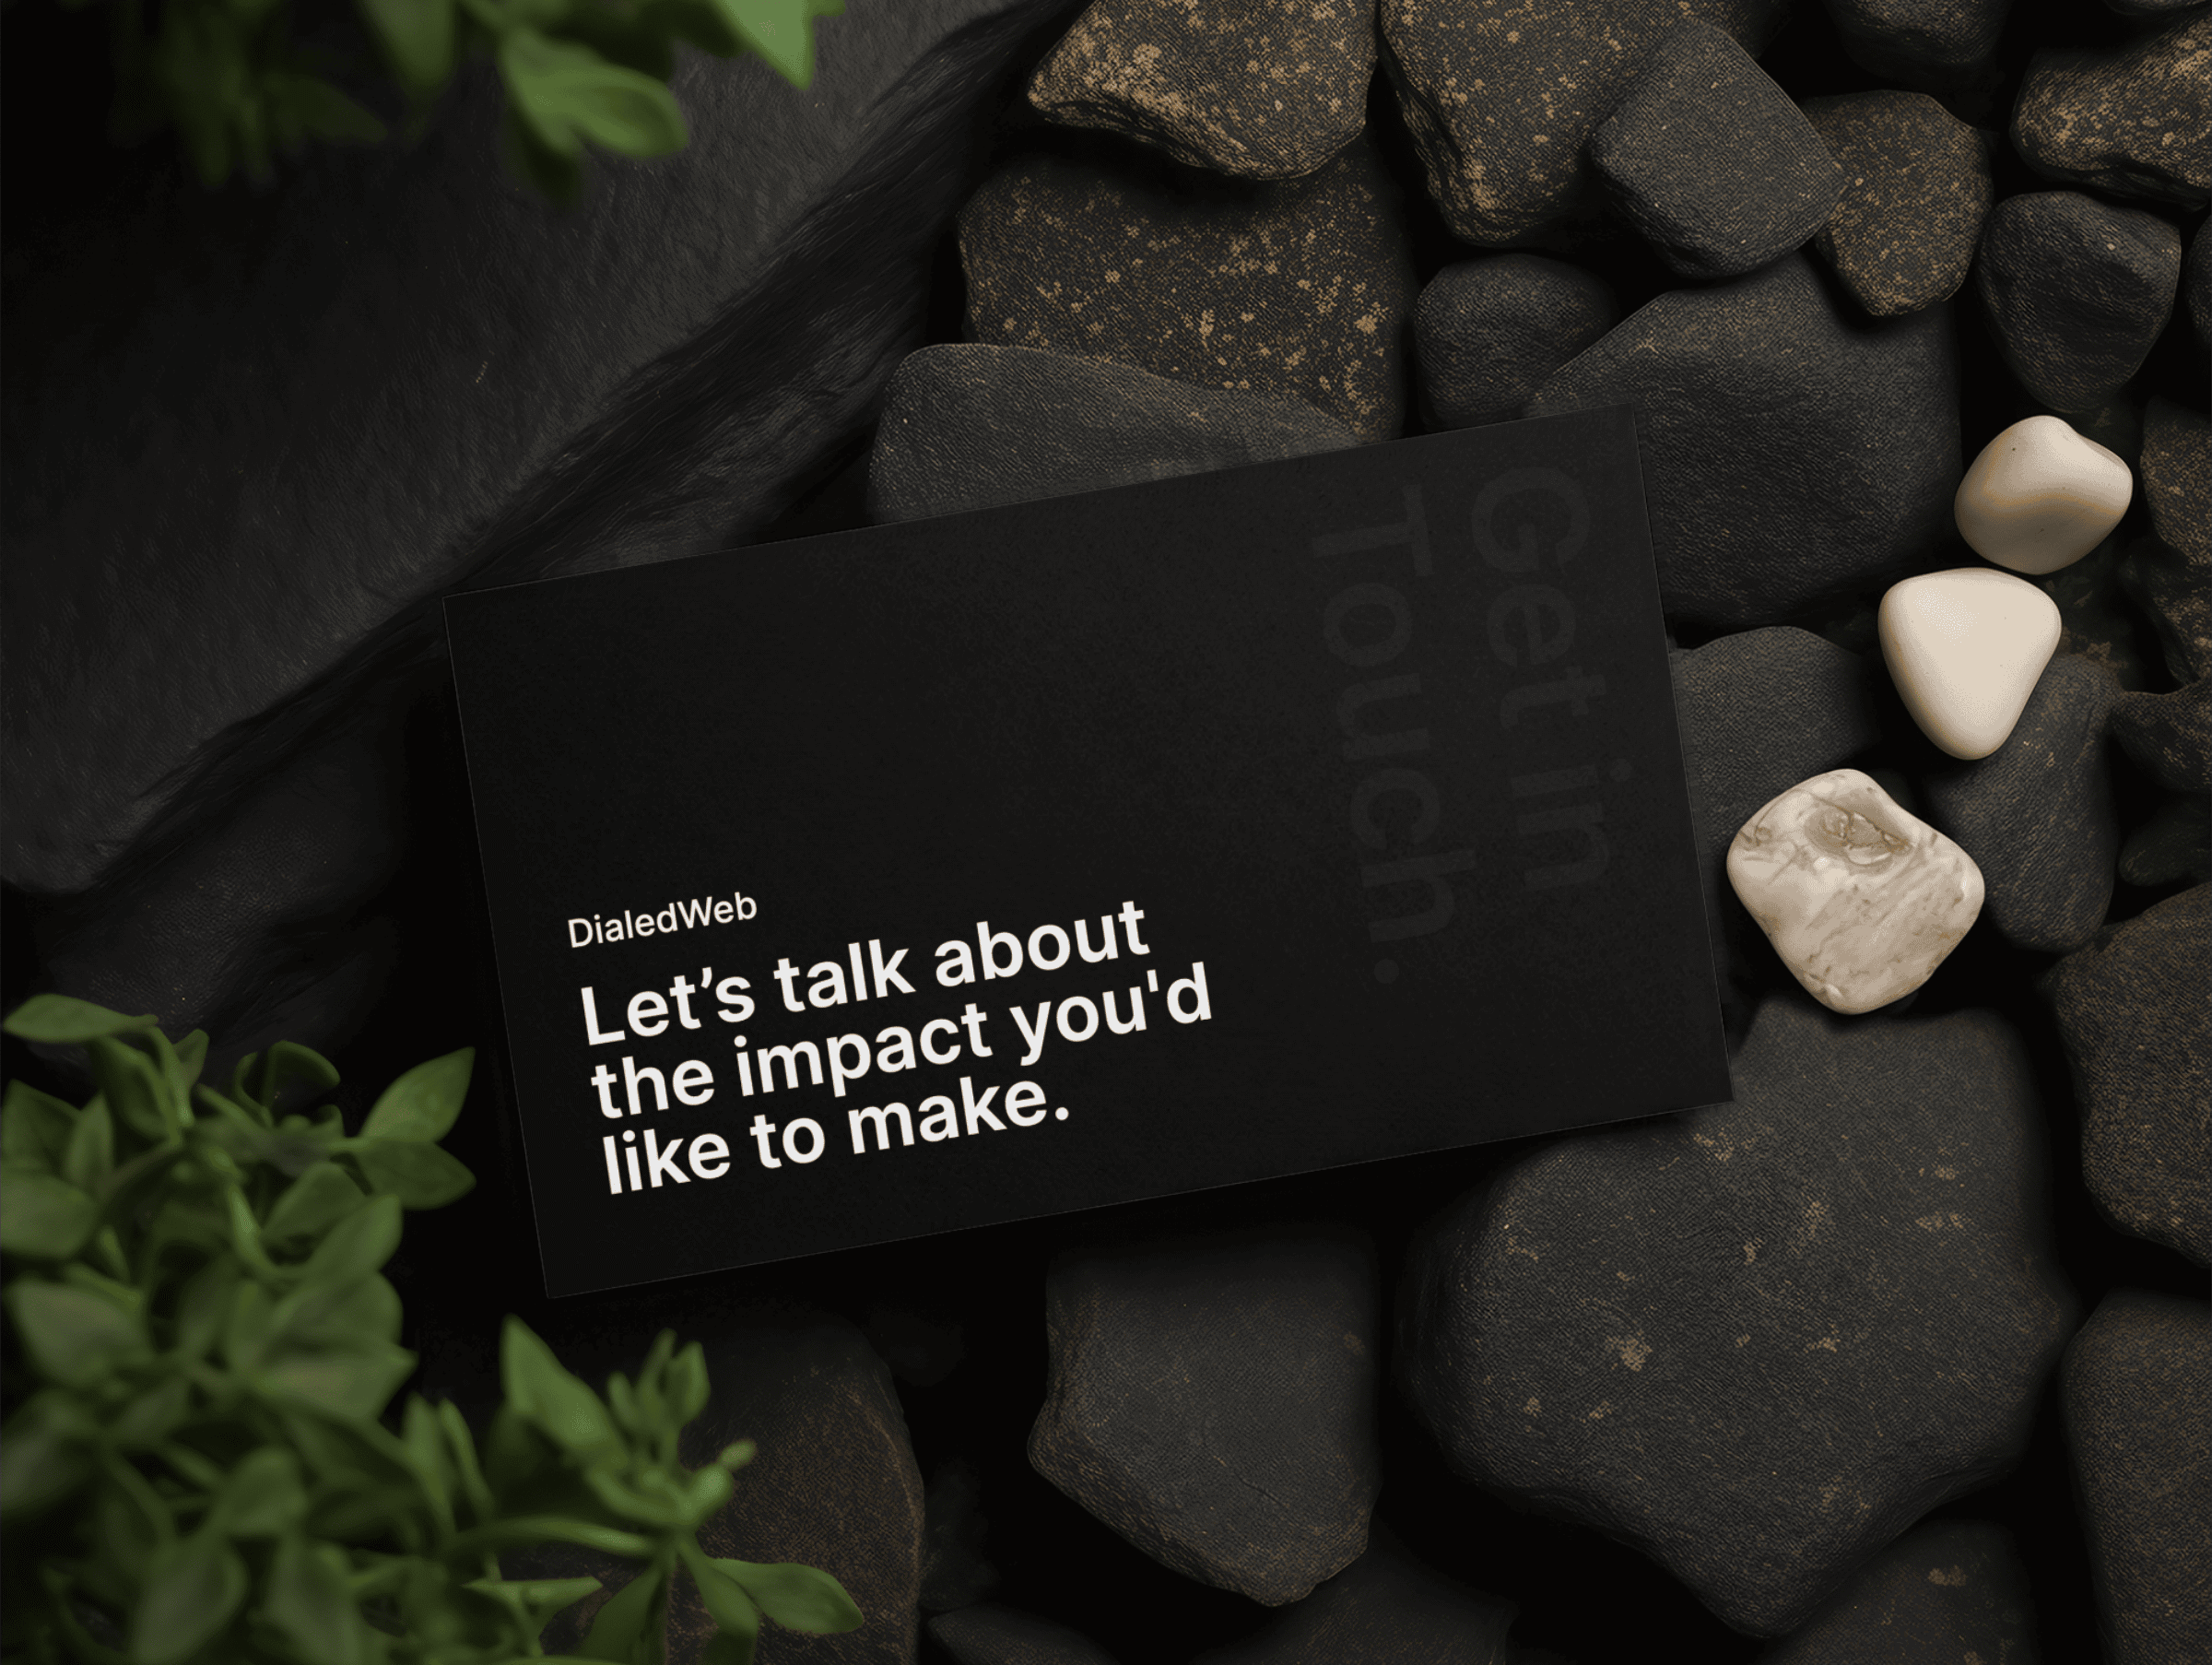 DialedWeb
Let’s talk about
the impact you'd
like to make.
Get in
Touch.